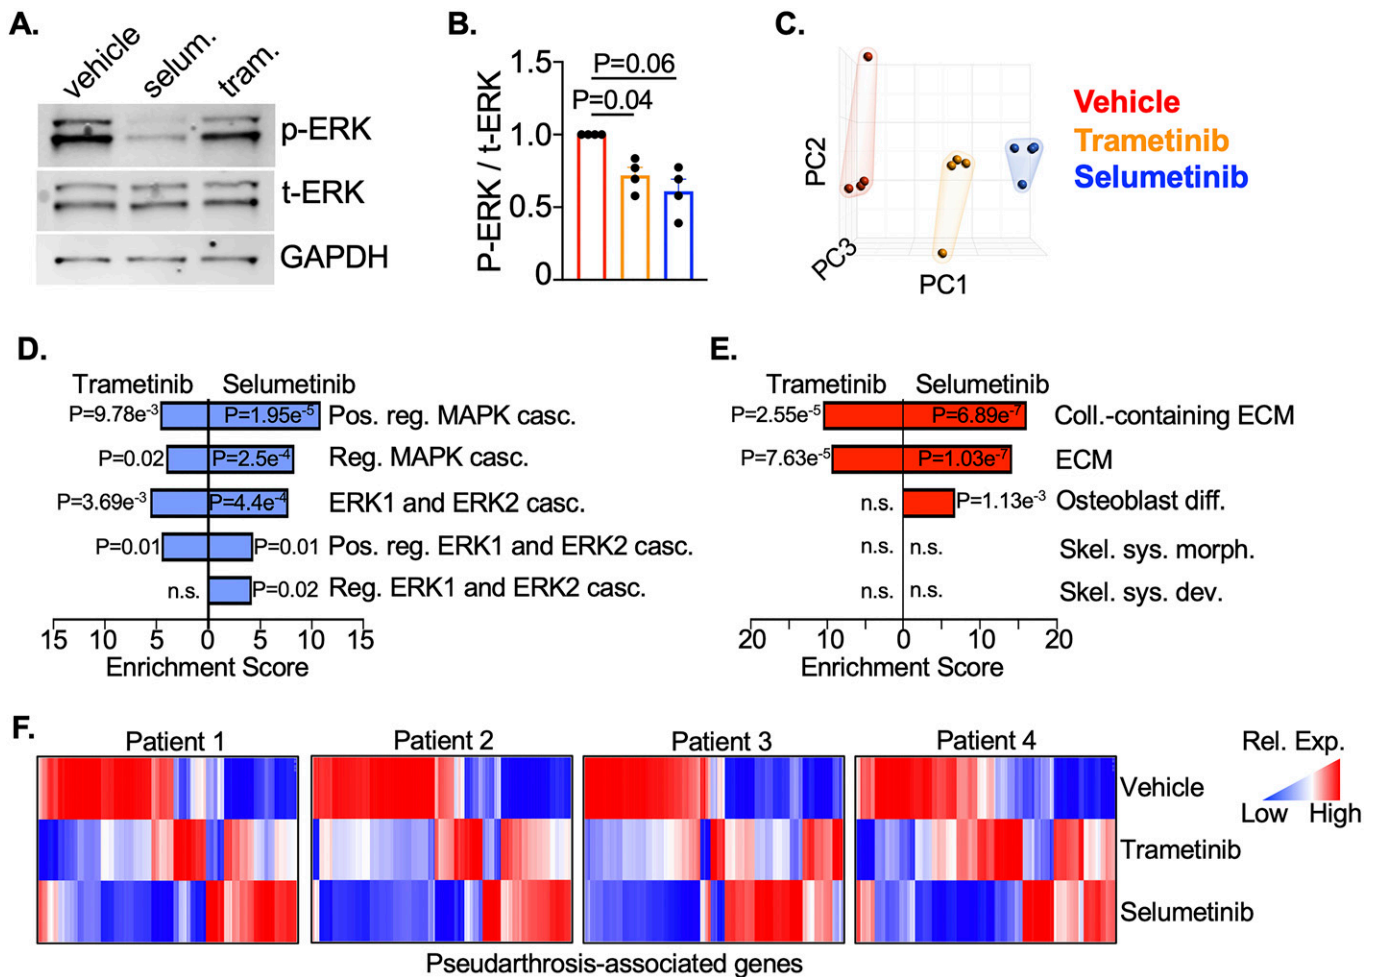 A.
vehicle
selum.
tram.
p-ERK
t-ERK
GAPDH
B.
P-ERK / t-ERK
1.5
1.0
0.5
0
P=0.06
P=0.04
C.
PC2
PC3
PC1
Vehicle
Trametinib
Selumetinib
D.
Trametinib Selumetinib
P=9.78e-3 P=1.95e-5 Pos. reg. MAPK casc.
P=0.02 P=2.5e-4 Reg. MAPK casc.
P=3.69e-3 P=4.4e-4 ERK1 and ERK2 casc.
P=0.01 P=0.01 Pos. reg. ERK1 and ERK2 casc.
n.s. P=0.02 Reg. ERK1 and ERK2 casc.
15 10 5 0 5 10 15
Enrichment Score
E.
Trametinib Selumetinib
P=2.55e-5 P=6.89e-7 Coll.-containing ECM
P=7.63e-5 P=1.03e-7 ECM
n.s. P=1.13e-3 Osteoblast diff.
n.s. n.s. Skel. sys. morph.
n.s. n.s. Skel. sys. dev.
20 10 0 10 20
Enrichment Score
F.
Patient 1 Patient 2 Patient 3 Patient 4
Vehicle
Trametinib
Selumetinib
Rel. Exp.
Low High
Pseudarthrosis-associated genes